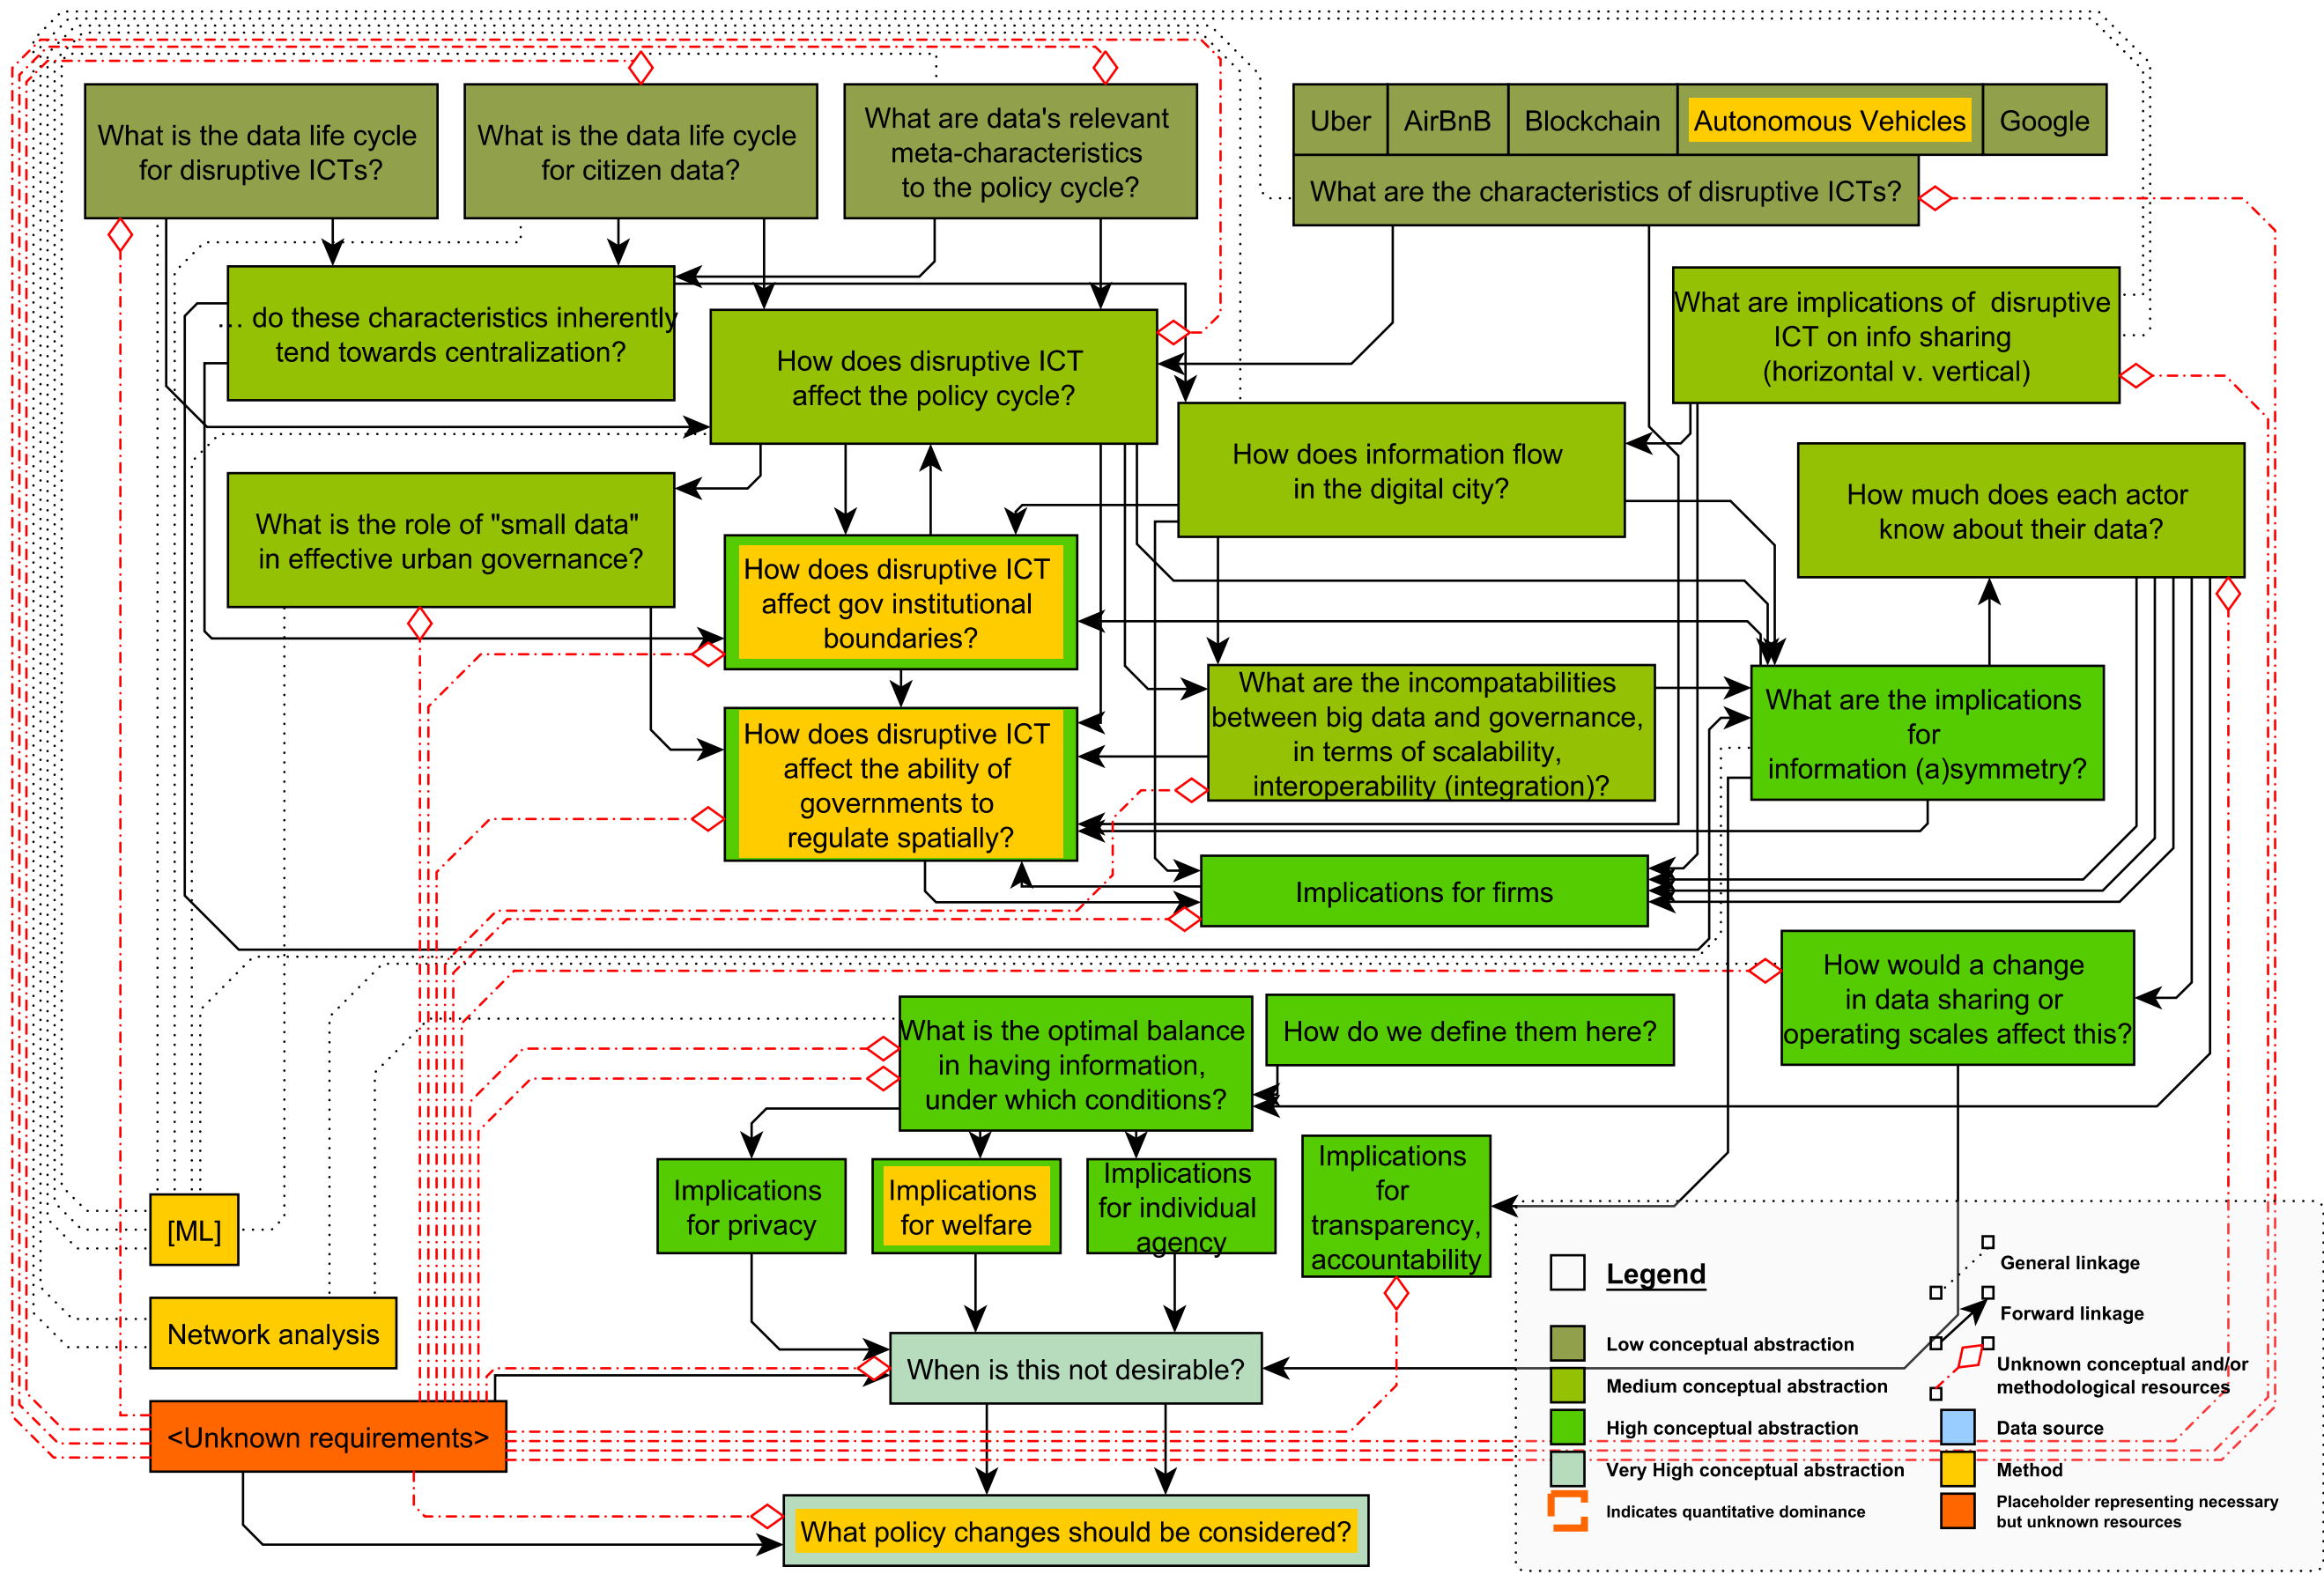 What is the data life cycle
for disruptive ICTs?
What is the data life cycle
for citizen data?
What are data's relevant
meta-characteristics
to the policy cycle?
Uber
AirBnB
Blockchain
Autonomous Vehicles
Google
What are the characteristics of disruptive ICTs?
... do these characteristics inherently
tend towards centralization?
How does disruptive ICT
affect the policy cycle?
What are implications of disruptive
ICT on info sharing
(horizontal v. vertical)
How does information flow
in the digital city?
How much does each actor
know about their data?
What is the role of "small data"
in effective urban governance?
How does disruptive ICT
affect gov institutional
boundaries?
What are the incompatabilities
between big data and governance,
in terms of scalability,
interoperability (integration)?
What are the implications
for
information (a)symmetry?
How does disruptive ICT
affect the ability of
governments to
regulate spatially?
Implications for firms
How would a change
in data sharing or
operating scales affect this?
What is the optimal balance
in having information,
under which conditions?
How do we define them here?
Implications
for privacy
Implications
for welfare
Implications
for individual
agency
Implications
for
transparency,
accountability
[ML]
Network analysis
<Unknown requirements>
When is this not desirable?
What policy changes should be considered?
Legend
Low conceptual abstraction
Medium conceptual abstraction
High conceptual abstraction
Very High conceptual abstraction
Indicates quantitative dominance
General linkage
Forward linkage
Unknown conceptual and/or
methodological resources
Data source
Method
Placeholder representing necessary
but unknown resources